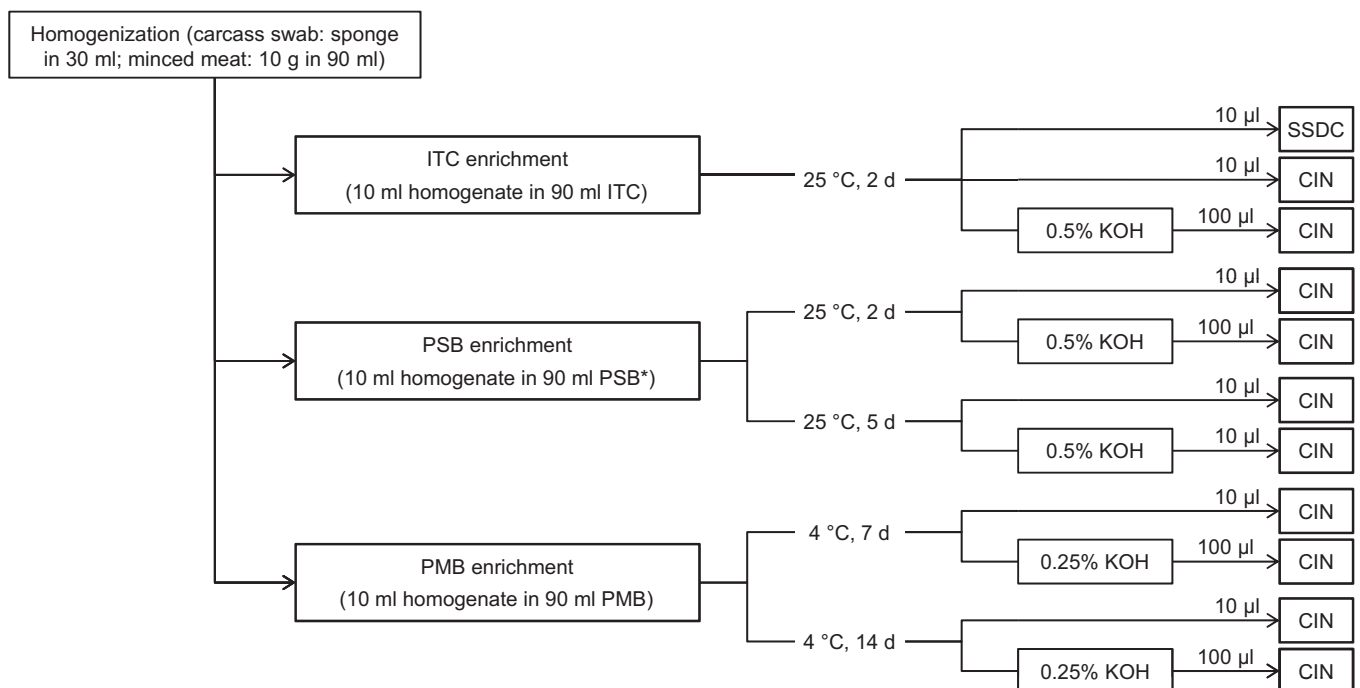 Homogenization (carcass swab: sponge
in 30 ml; minced meat: 10 g in 90 ml)
10 µl
SSDC
ITC enrichment
(10 ml homogenate in 90 ml ITC)
25 °C, 2 d
10 µl
CIN
0.5% KOH
100 µl
CIN
10 µl
CIN
25 °C, 2 d
0.5% KOH
100 µl
CIN
PSB enrichment
(10 ml homogenate in 90 ml PSB*)
10 µl
CIN
25 °C, 5 d
0.5% KOH
10 µl
CIN
10 µl
CIN
4 °C, 7 d
0.25% KOH
100 µl
CIN
PMB enrichment
(10 ml homogenate in 90 ml PMB)
10 µl
CIN
4 °C, 14 d
0.25% KOH
100 µl
CIN